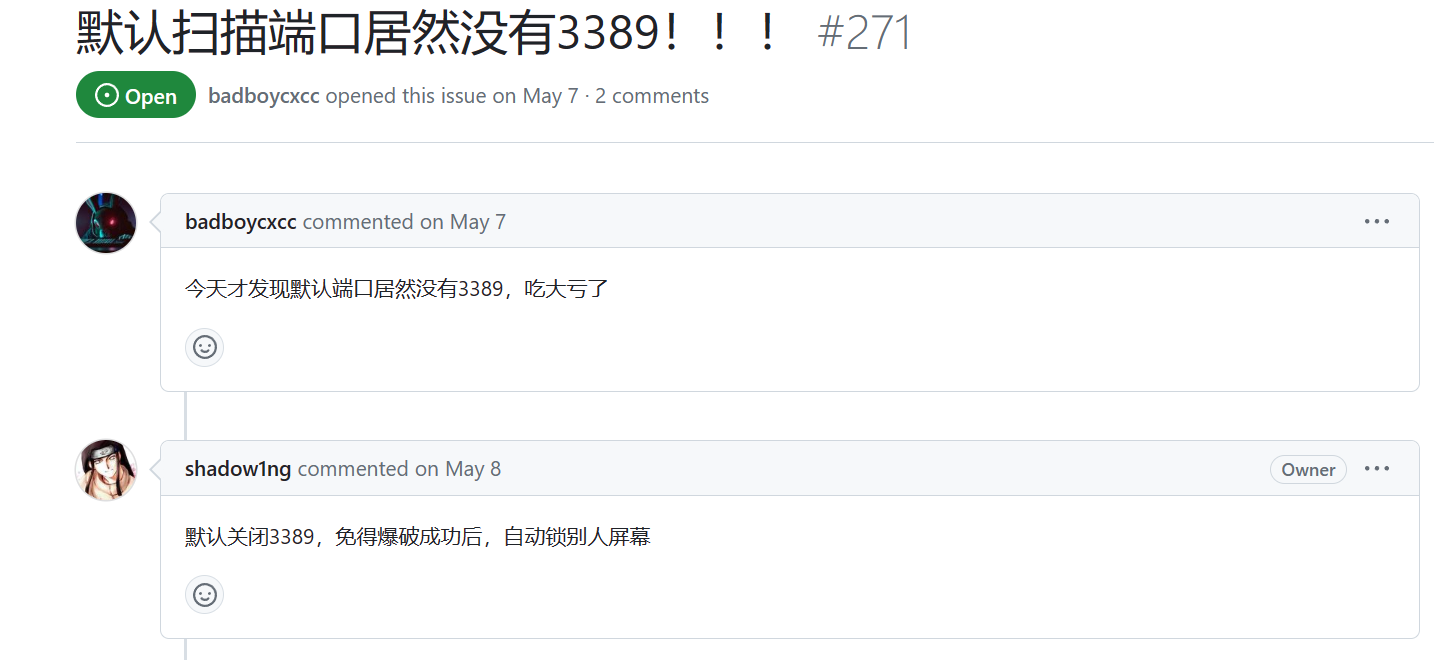 默认扫描端口居然没有3389！！！ #271
Open badboycxcc opened this issue on May 7 · 2 comments
badboycxcc commented on May 7
今天才发现默认端口居然没有3389，吃大亏了
shadow1ng commented on May 8 Owner
默认关闭3389，免得爆破成功后，自动锁别人屏幕